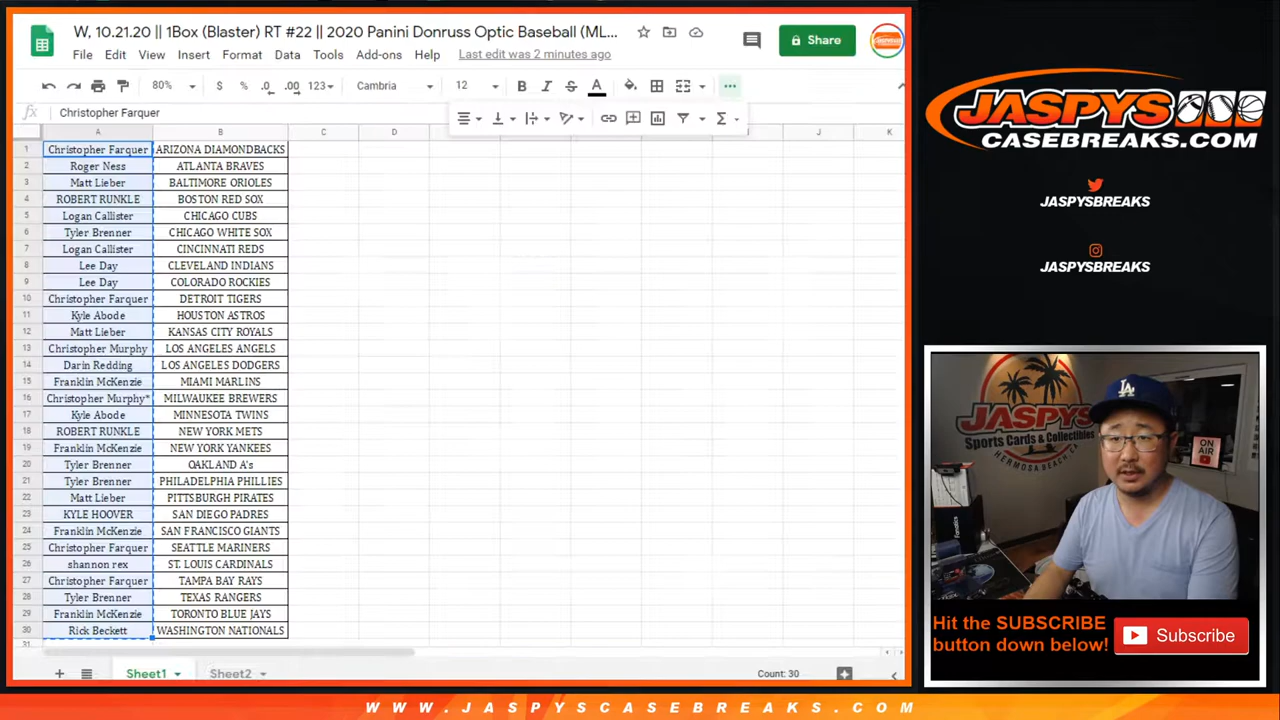 W, 10.21.20 || 1Box (Blaster) RT #22 || 2020 Panini Donruss Optic Baseball (ML...
File Edit View Insert Format Data Tools Add-ons Help Last edit was 2 minutes ago
Share
80% $ % .0 .00 123 Cambria 12 B I S A
fx Christopher Farquer
A B C D J K
1 Christopher Farquer ARIZONA DIAMONDBACKS
2 Roger Ness ATLANTA BRAVES
3 Matt Lieber BALTIMORE ORIOLES
4 ROBERT RUNKLE BOSTON RED SOX
5 Logan Callister CHICAGO CUBS
6 Tyler Brenner CHICAGO WHITE SOX
7 Logan Callister CINCINNATI REDS
8 Lee Day CLEVELAND INDIANS
9 Lee Day COLORADO ROCKIES
10 Christopher Farquer DETROIT TIGERS
11 Kyle Abode HOUSTON ASTROS
12 Matt Lieber KANSAS CITY ROYALS
13 Christopher Murphy LOS ANGELES ANGELS
14 Darin Redding LOS ANGELES DODGERS
15 Franklin McKenzie MIAMI MARLINS
16 Christopher Murphy* MILWAUKEE BREWERS
17 Kyle Abode MINNESOTA TWINS
18 ROBERT RUNKLE NEW YORK METS
19 Franklin McKenzie NEW YORK YANKEES
20 Tyler Brenner OAKLAND A's
21 Tyler Brenner PHILADELPHIA PHILLIES
22 Matt Lieber PITTSBURGH PIRATES
23 KYLE HOOVER SAN DIEGO PADRES
24 Franklin McKenzie SAN FRANCISCO GIANTS
25 Christopher Farquer SEATTLE MARINERS
26 shannon rex ST. LOUIS CARDINALS
27 Christopher Farquer TAMPA BAY RAYS
28 Tyler Brenner TEXAS RANGERS
29 Franklin McKenzie TORONTO BLUE JAYS
30 Rick Beckett WASHINGTON NATIONALS
31
Sheet1 Sheet2 Count: 30
JASPYS
CASEBREAKS.COM
JASPYSBREAKS
JASPYSBREAKS
JASPYS
Sports Cards & Collectibles
HERMOSA BEACH
LA
ON AIR
Fanatics
Hit the SUBSCRIBE
button down below!
Subscribe
WWW.JASPYSCASEBREAKS.COM